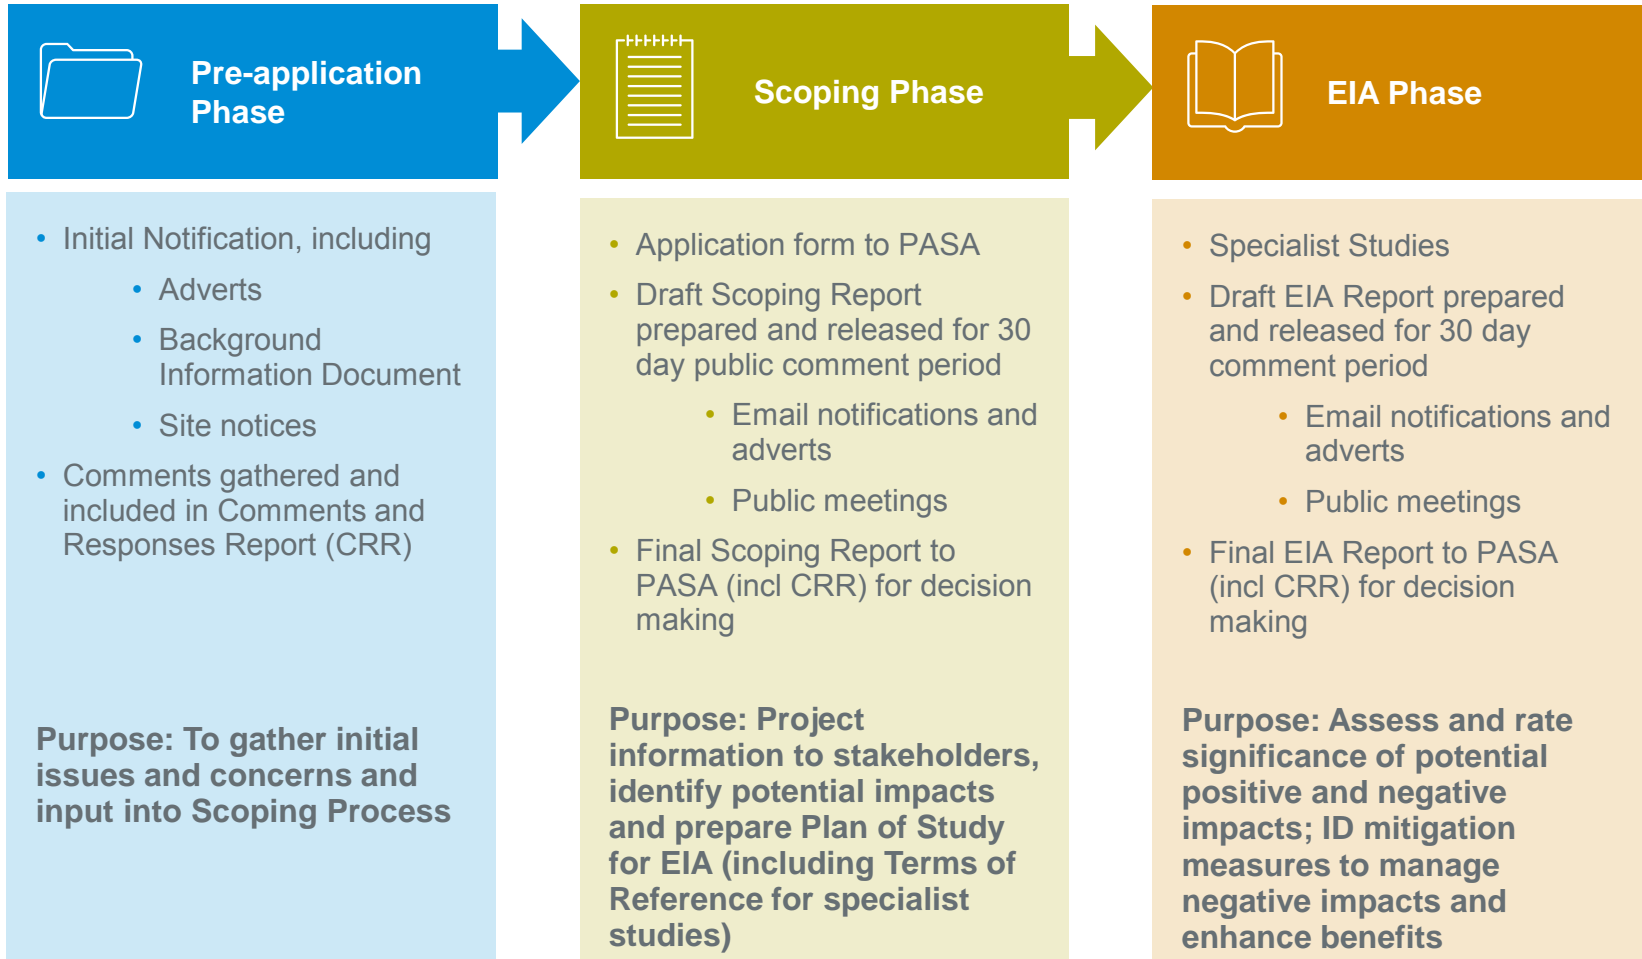 Pre-application
Phase
• Initial Notification, including
• Adverts
• Background
Information Document
• Site notices
• Comments gathered and
included in Comments and
Responses Report (CRR)
Purpose: To gather initial
issues and concerns and
input into Scoping Process
Scoping Phase
• Application form to PASA
• Draft Scoping Report
prepared and released for 30
day public comment period
• Email notifications and
adverts
• Public meetings
• Final Scoping Report to
PASA (incl CRR) for decision
making
Purpose: Project
information to stakeholders,
identify potential impacts
and prepare Plan of Study
for EIA (including Terms of
Reference for specialist
studies)
EIA Phase
• Specialist Studies
• Draft EIA Report prepared
and released for 30 day
comment period
• Email notifications and
adverts
• Public meetings
• Final EIA Report to PASA
(incl CRR) for decision
making
Purpose: Assess and rate
significance of potential
positive and negative
impacts; ID mitigation
measures to manage
negative impacts and
enhance benefits